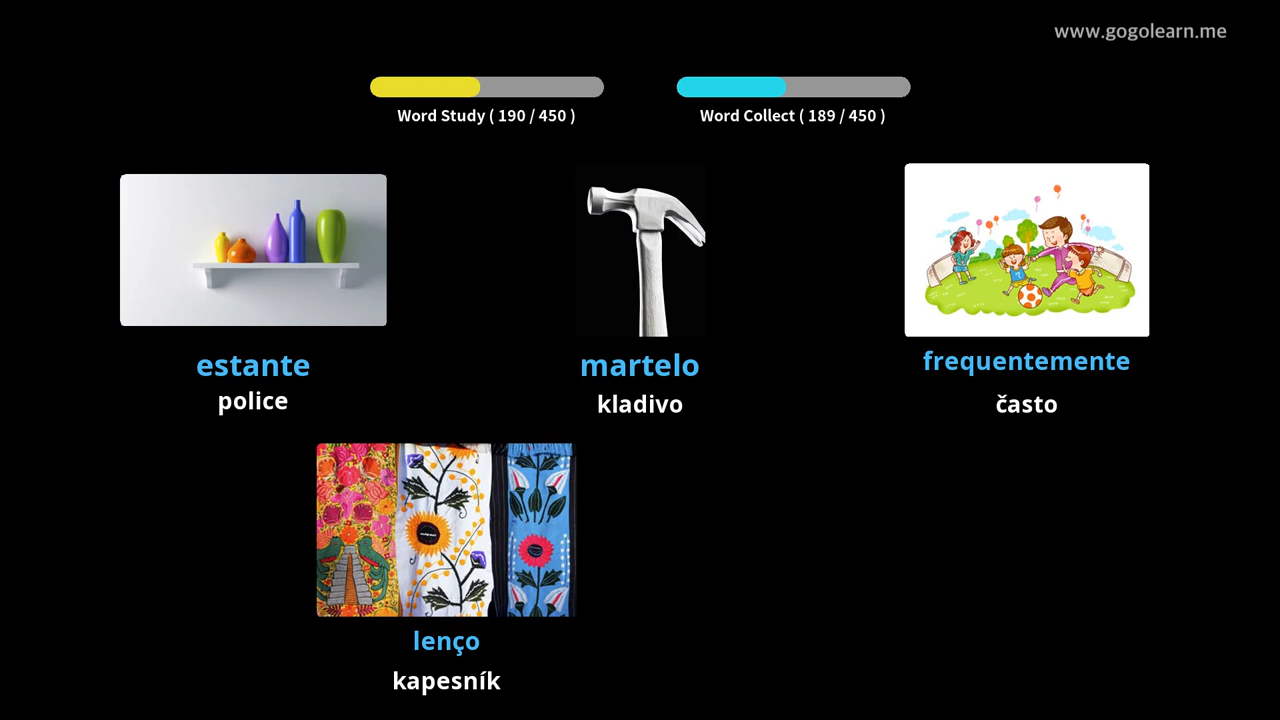 www.gogolearn.me
Word Study ( 190 / 450 )
Word Collect ( 189 / 450 )
estante
police
martelo
kladivo
frequentemente
často
lenço
kapesník